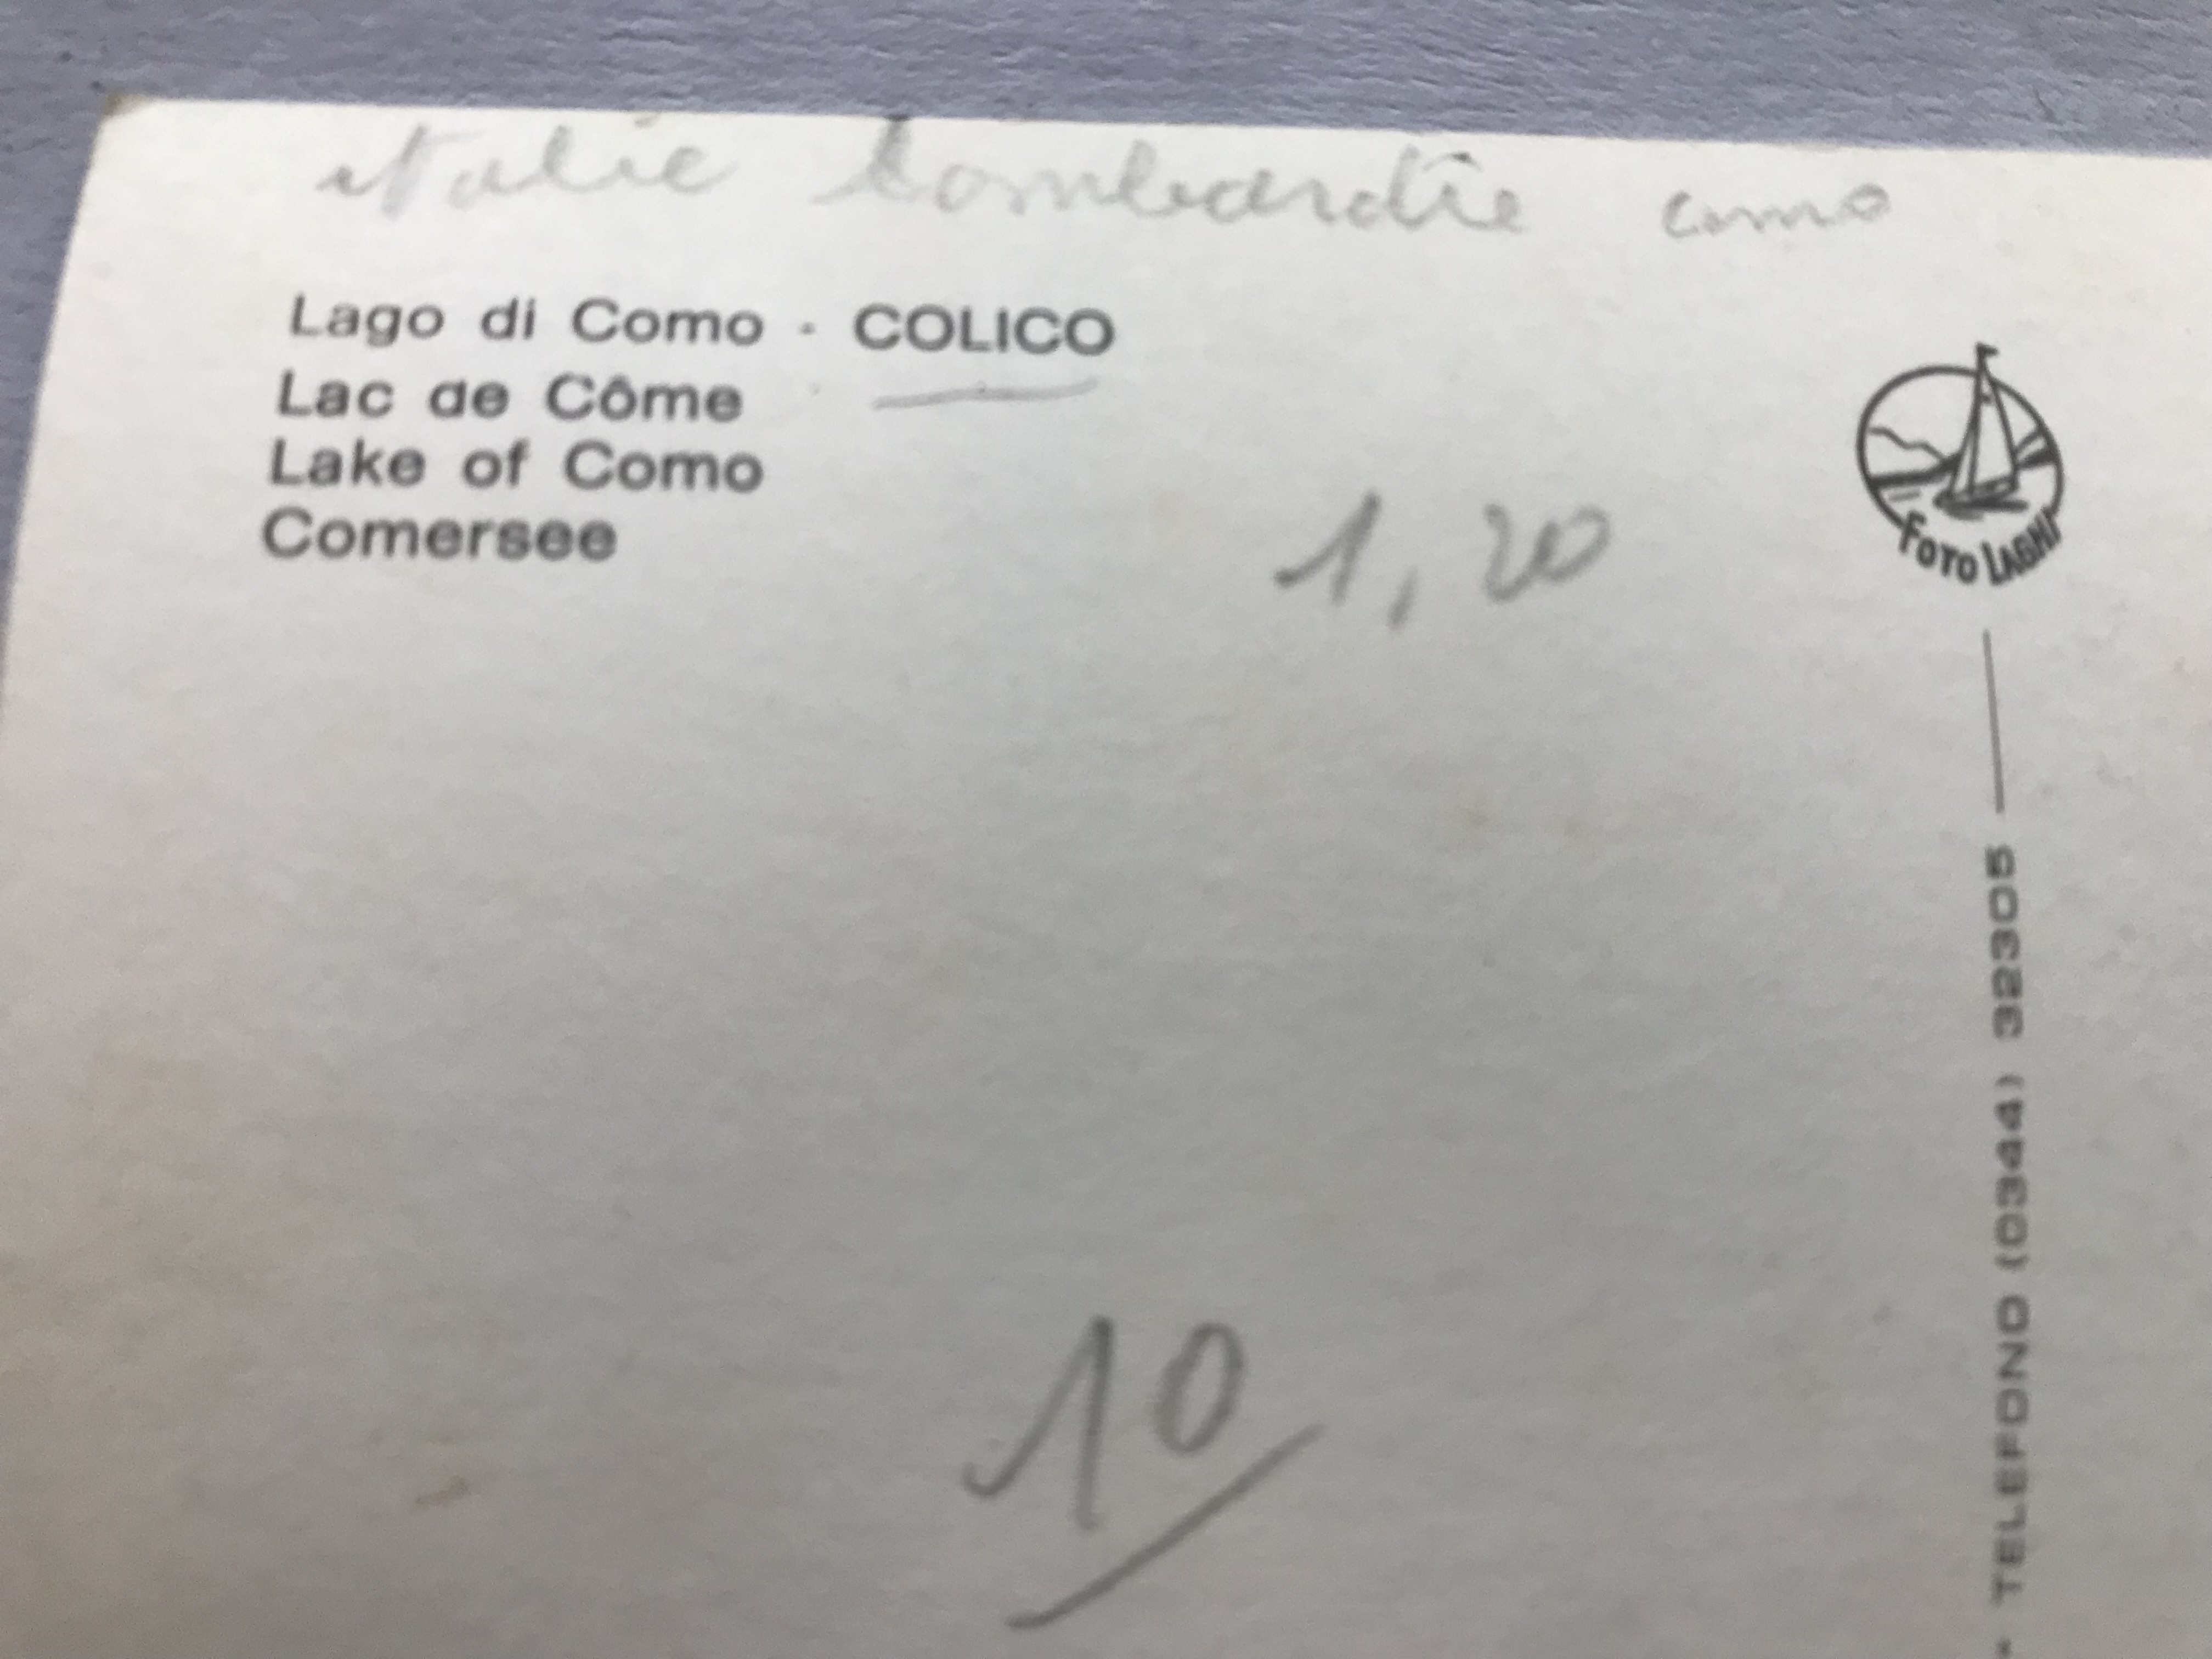 italie lombardie como
Lago di Como - COLICO
Lac de Côme
Lake of Como
Comersee
1,20
FOTO LAGHI
- TELEFONO (0344) 32305
10